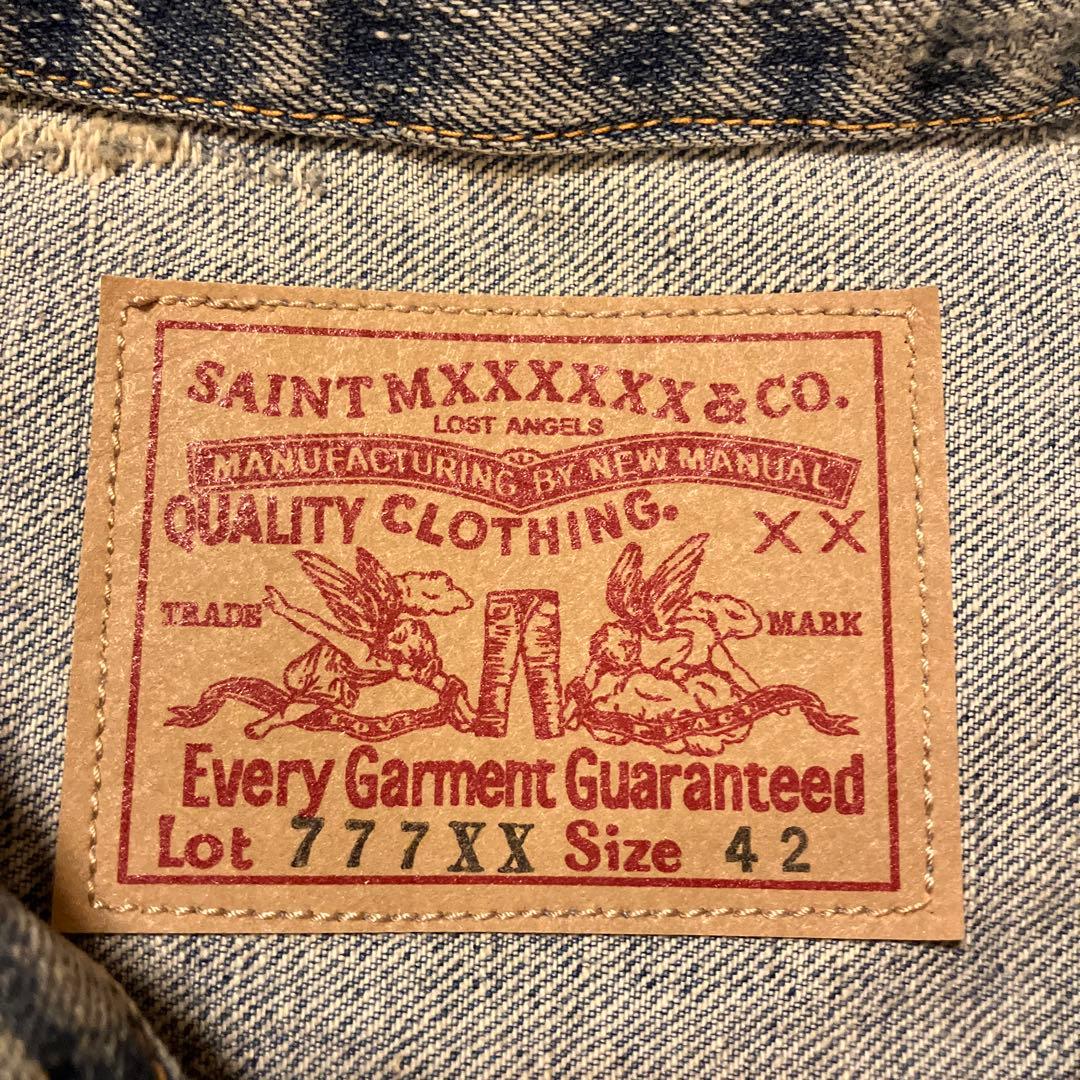 SAINT MXXXXXX & CO.
LOST ANGELS
MANUFACTURING BY NEW MANUAL
QUALITY CLOTHING. XX
TRADE MARK
Every Garment Guaranteed
Lot 777XX Size 42